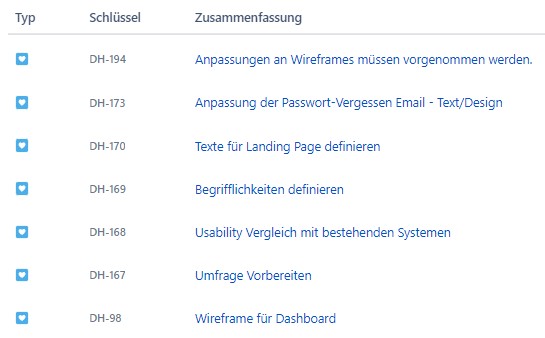 Typ Schlüssel Zusammenfassung
DH-194 Anpassungen an Wireframes müssen vorgenommen werden.
DH-173 Anpassung der Passwort-Vergessen Email - Text/Design
DH-170 Texte für Landing Page definieren
DH-169 Begrifflichkeiten definieren
DH-168 Usability Vergleich mit bestehenden Systemen
DH-167 Umfrage Vorbereiten
DH-98 Wireframe für Dashboard